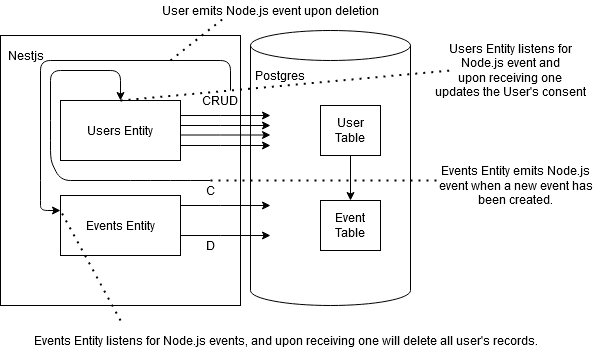 User emits Node.js event upon deletion
Nestjs
Postgres
Users Entity listens for
Node.js event and
upon receiving one
updates the User's consent
CRUD
Users Entity
User
Table
Events Entity emits Node.js
event when a new event has
been created.
C
Events Entity
Event
Table
D
Events Entity listens for Node.js events, and upon receiving one will delete all user's records.